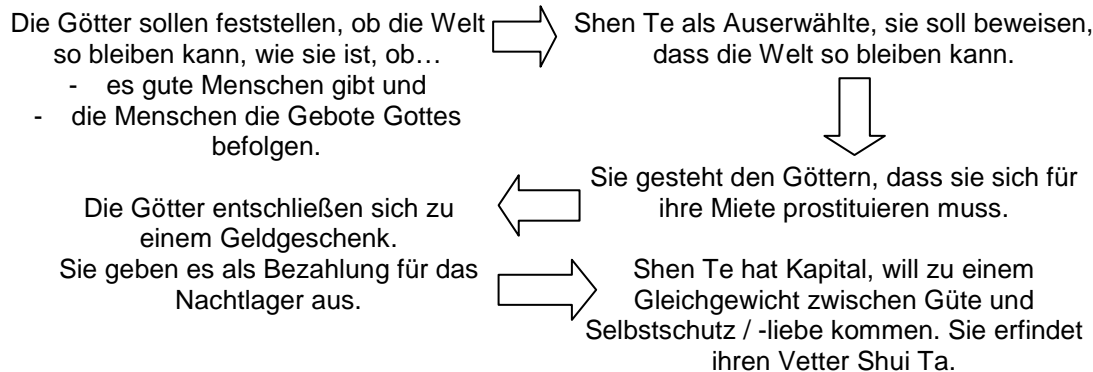 Die Götter sollen feststellen, ob die Welt
so bleiben kann, wie sie ist, ob…
- es gute Menschen gibt und
- die Menschen die Gebote Gottes
befolgen.
Shen Te als Auserwählte, sie soll beweisen,
dass die Welt so bleiben kann.
Sie gesteht den Göttern, dass sie sich für
ihre Miete prostituieren muss.
Die Götter entschließen sich zu
einem Geldgeschenk.
Sie geben es als Bezahlung für das
Nachtlager aus.
Shen Te hat Kapital, will zu einem
Gleichgewicht zwischen Güte und
Selbstschutz / -liebe kommen. Sie erfindet
ihren Vetter Shui Ta.